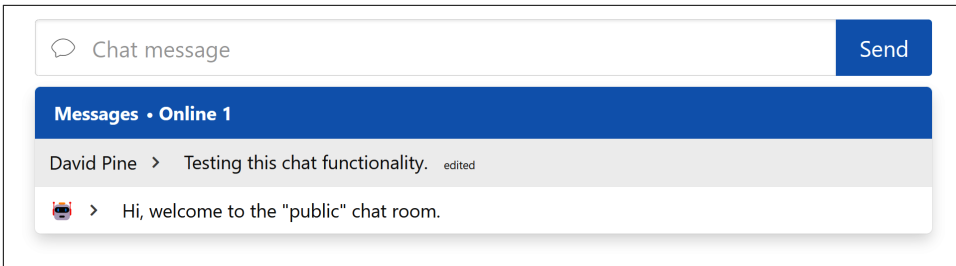 Chat message
Send
Messages • Online 1
David Pine > Testing this chat functionality. edited
> Hi, welcome to the "public" chat room.